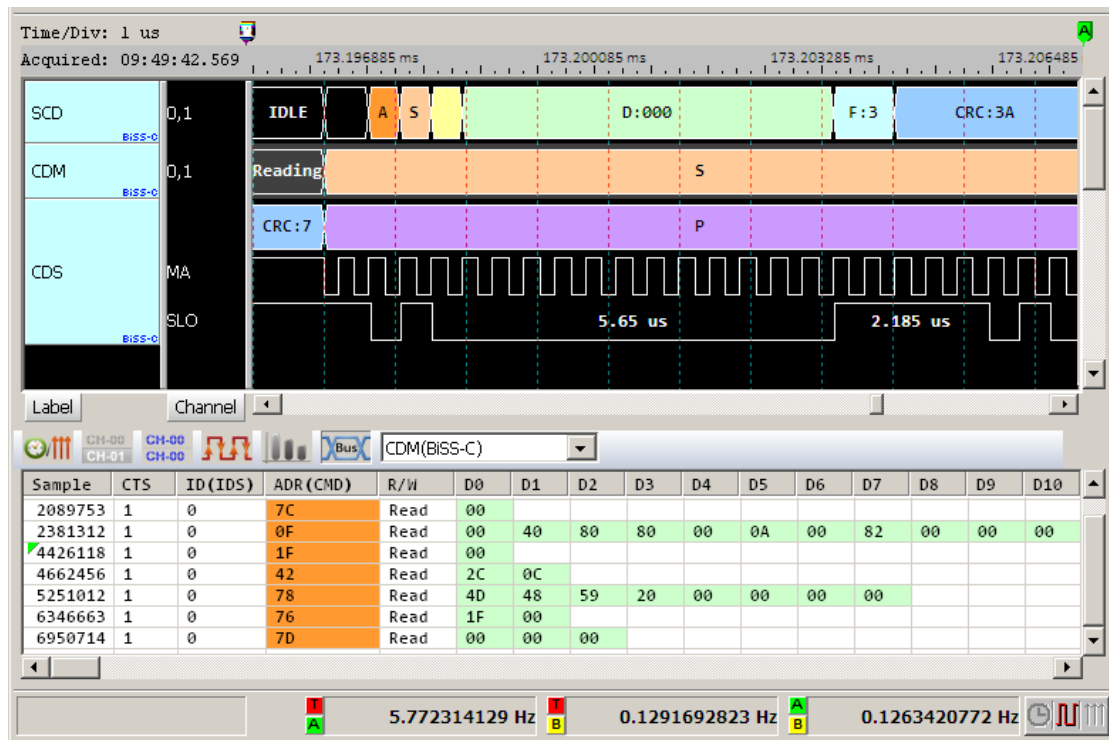 Time/Div: 1 us
A
Acquired: 09:49:42.569 173.196885 ms 173.200085 ms 173.203285 ms 173.206485
SCD BiSS-C 0,1 IDLE A S D:000 F:3 CRC:3A
CDM BiSS-C 0,1 Reading S
CRC:7 P
CDS MA
SLO 5.65 us 2.185 us
BiSS-C
Label Channel
CH-00 CH-01 CH-00 CH-00 Bus CDM(BiSS-C)
Sample CTS ID(IDS) ADR(CMD) R/W D0 D1 D2 D3 D4 D5 D6 D7 D8 D9 D10
2089753 1 0 7C Read 00
2381312 1 0 0F Read 00 40 80 80 00 0A 00 82 00 00 00
4426118 1 0 1F Read 00
4662456 1 0 42 Read 2C 0C
5251012 1 0 78 Read 4D 48 59 20 00 00 00 00
6346663 1 0 76 Read 1F 00
6950714 1 0 7D Read 00 00 00
T A 5.772314129 Hz T B 0.1291692823 Hz A B 0.1263420772 Hz